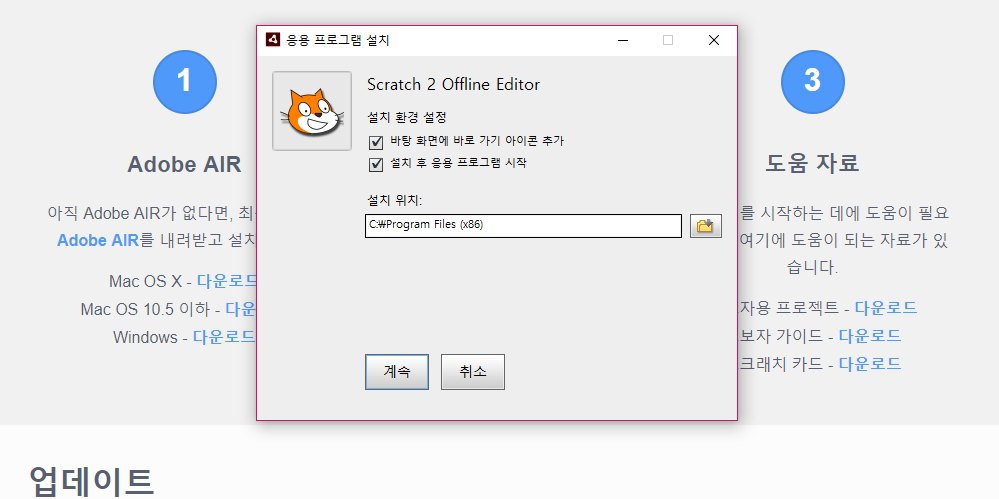 응용 프로그램 설치
Scratch 2 Offline Editor
설치 환경 설정
바탕 화면에 바로 가기 아이콘 추가
설치 후 응용 프로그램 시작
설치 위치:
C:₩Program Files (x86)
계속
취소
1
Adobe AIR
아직 Adobe AIR가 없다면, 최
Adobe AIR를 내려받고 설치
Mac OS X - 다운로드
Mac OS 10.5 이하 - 다운
Windows - 다운로드
3
도움 자료
를 시작하는 데에 도움이 필요
여기에 도움이 되는 자료가 있
습니다.
자용 프로젝트 - 다운로드
보자 가이드 - 다운로드
크래치 카드 - 다운로드
업데이트